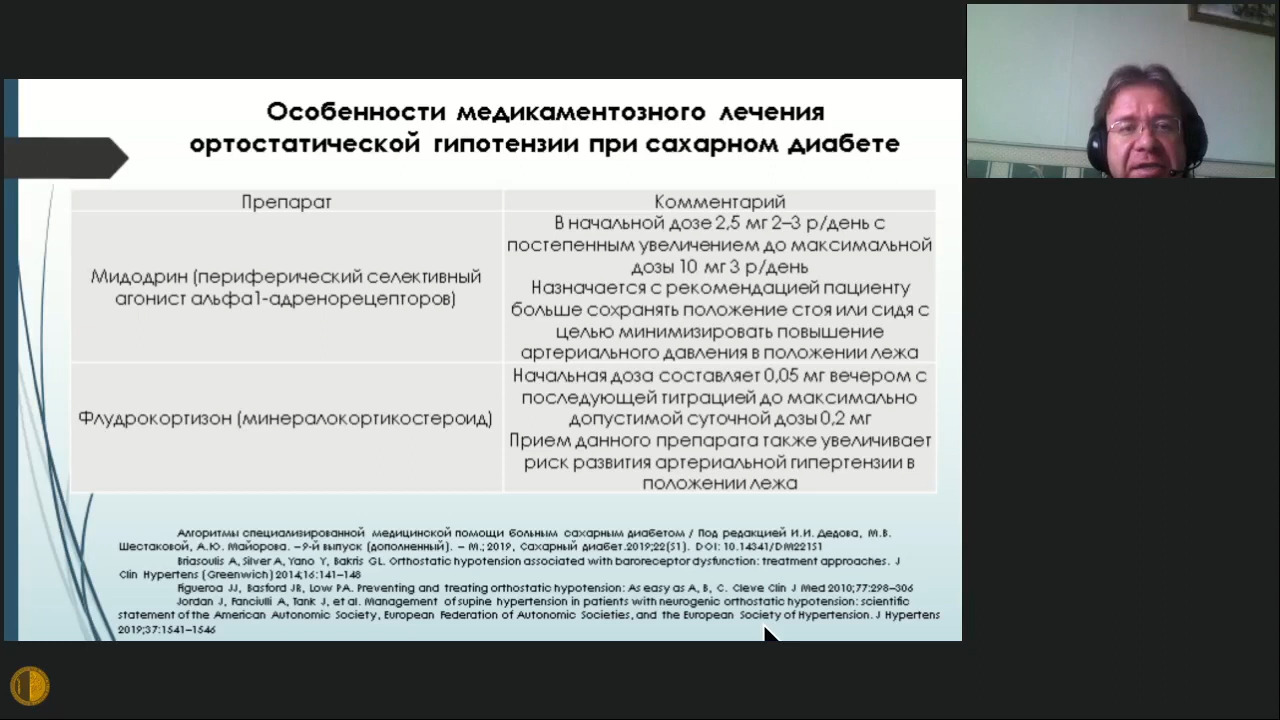 Особенности медикаментозного лечения
ортостатической гипотензии при сахарном диабете
Препарат
Комментарий
Мидодрин (периферический селективный
агонист альфа1-адренорецепторов)
В начальной дозе 2,5 мг 2–3 р/день с
постепенным увеличением до максимальной
дозы 10 мг 3 р/день
Назначается с рекомендацией пациенту
больше сохранять положение стоя или сидя с
целью минимизировать повышение
артериального давления в положении лежа
Флудрокортизон (минералокортикостероид)
Начальная доза составляет 0,05 мг вечером с
последующей титрацией до максимально
допустимой суточной дозы 0,2 мг
Прием данного препарата также увеличивает
риск развития артериальной гипертензии в
положении лежа
Алгоритмы специализированной медицинской помощи больным сахарным диабетом / Под редакцией И.И. Дедова, М.В.
Шестаковой, А.Ю. Майорова. –9-й выпуск (дополненный). – М.; 2019, Сахарный диабет.2019;22(S1). DOI: 10.14341/DM221S1
Briasoulis A, Silver A, Yano Y, Bakris GL. Orthostatic hypotension associated with baroreceptor dysfunction: treatment approaches. J
Clin Hypertens (Greenwich) 2014;16:141–148
Figueroa JJ, Basford JR, Low PA. Preventing and treating orthostatic hypotension: As easy as A, B, C. Cleve Clin J Med 2010;77:298–306
Jordan J, Fanciulli A, Tank J, et al. Management of supine hypertension in patients with neurogenic orthostatic hypotension: scientific
statement of the American Autonomic Society, European Federation of Autonomic Societies, and the European Society of Hypertension. J Hypertens
2019;37:1541–1546